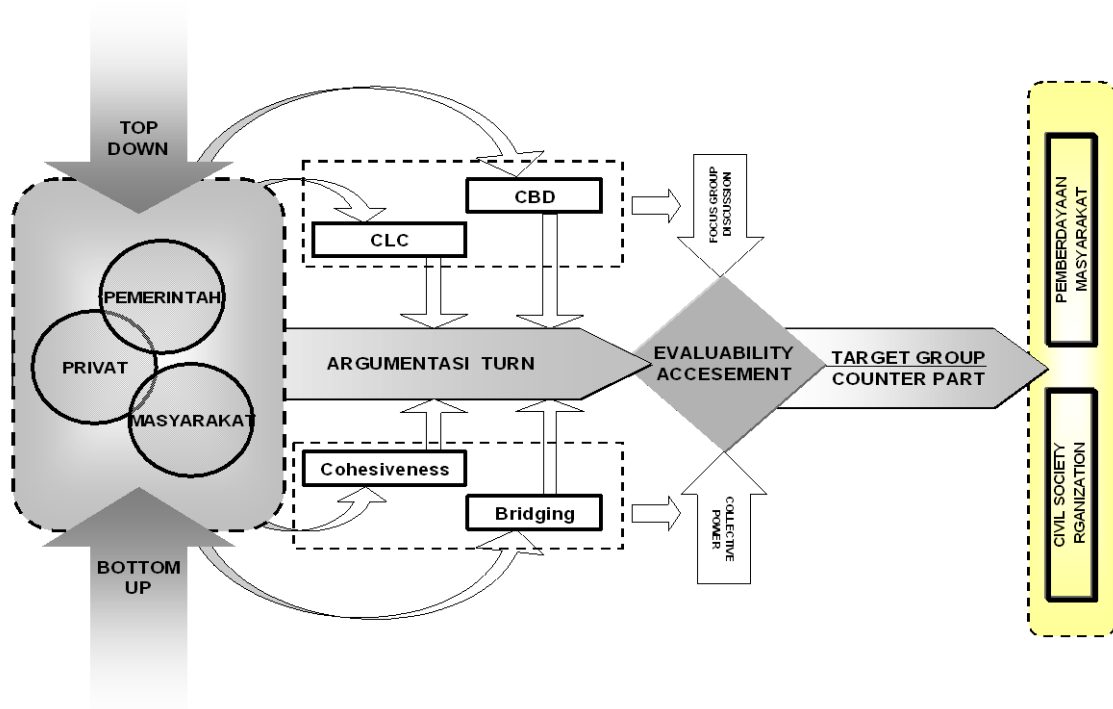 TOP
DOWN
PEMERINTAH
PRIVAT
MASYARAKAT
BOTTOM
UP
CBD
CLC
ARGUMENTASI TURN
Cohesiveness
Bridging
FOCUS GROUP
DISCUSSION
EVALUABILITY
ACCESEMENT
COLLECTIVE
POWER
TARGET GROUP
COUNTER PART
PEMBERDAYAAN
MASYARAKAT
CIVIL SOCIETY
RGANIZATION